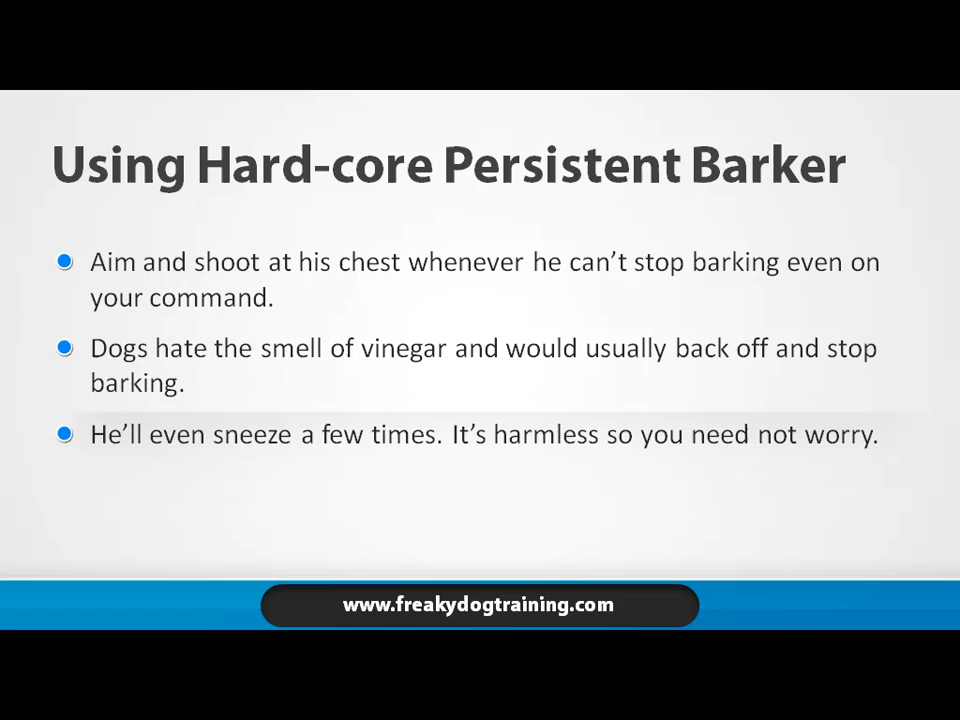 Using Hard-core Persistent Barker
Aim and shoot at his chest whenever he can’t stop barking even on
your command.
Dogs hate the smell of vinegar and would usually back off and stop
barking.
He’ll even sneeze a few times. It’s harmless so you need not worry.
www.freakydogtraining.com